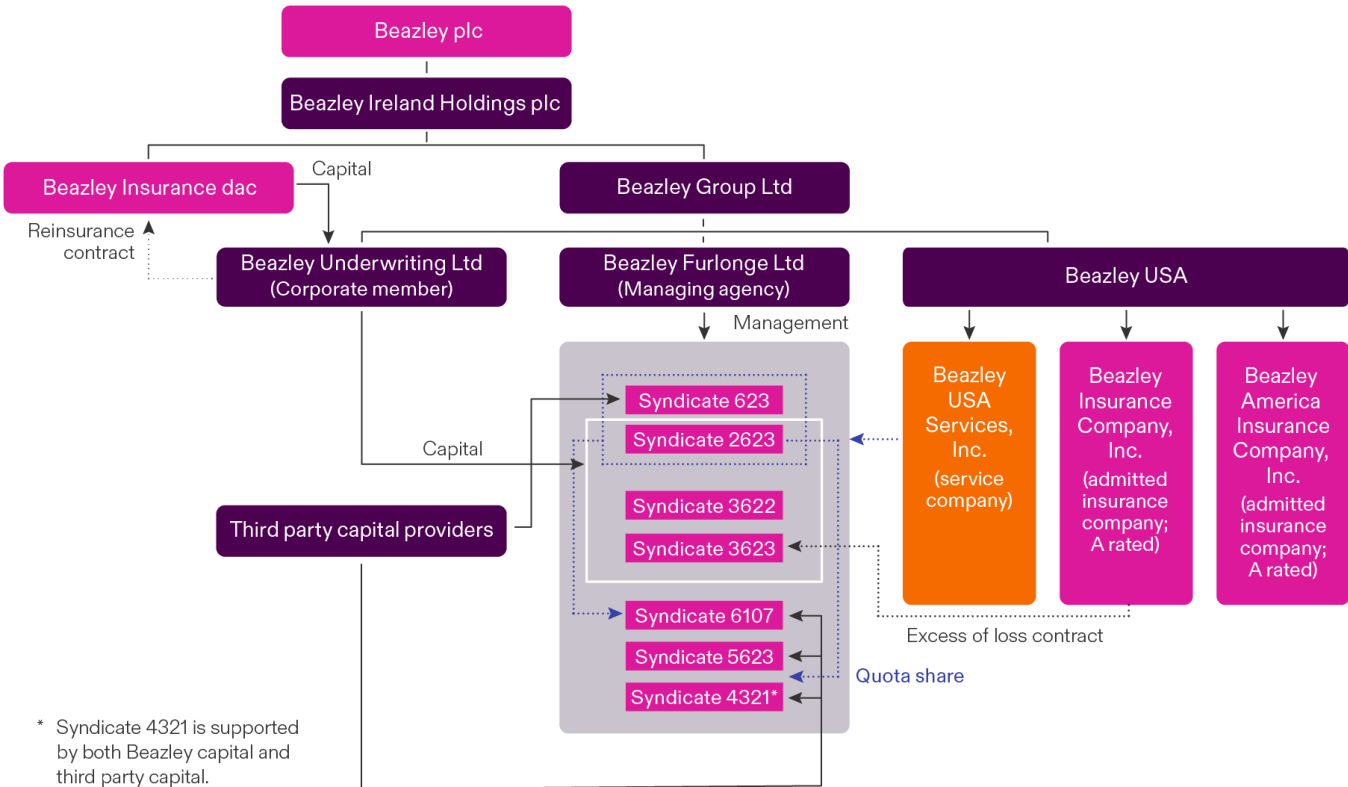 Beazley plc
Beazley Ireland Holdings plc
Capital
Beazley Insurance dac
Beazley Group Ltd
Reinsurance
contract
Beazley Underwriting Ltd
(Corporate member)
Beazley Furlonge Ltd
(Managing agency)
Beazley USA
Management
Syndicate 623
Syndicate 2623
Capital
Syndicate 3622
Third party capital providers
Syndicate 3623
Syndicate 6107
Syndicate 5623
Syndicate 4321*
Beazley
USA
Services,
Inc.
(service
company)
Beazley
Insurance
Company,
Inc.
(admitted
insurance
company;
A rated)
Beazley
America
Insurance
Company,
Inc.
(admitted
insurance
company;
A rated)
Excess of loss contract
Quota share
* Syndicate 4321 is supported
by both Beazley capital and
third party capital.